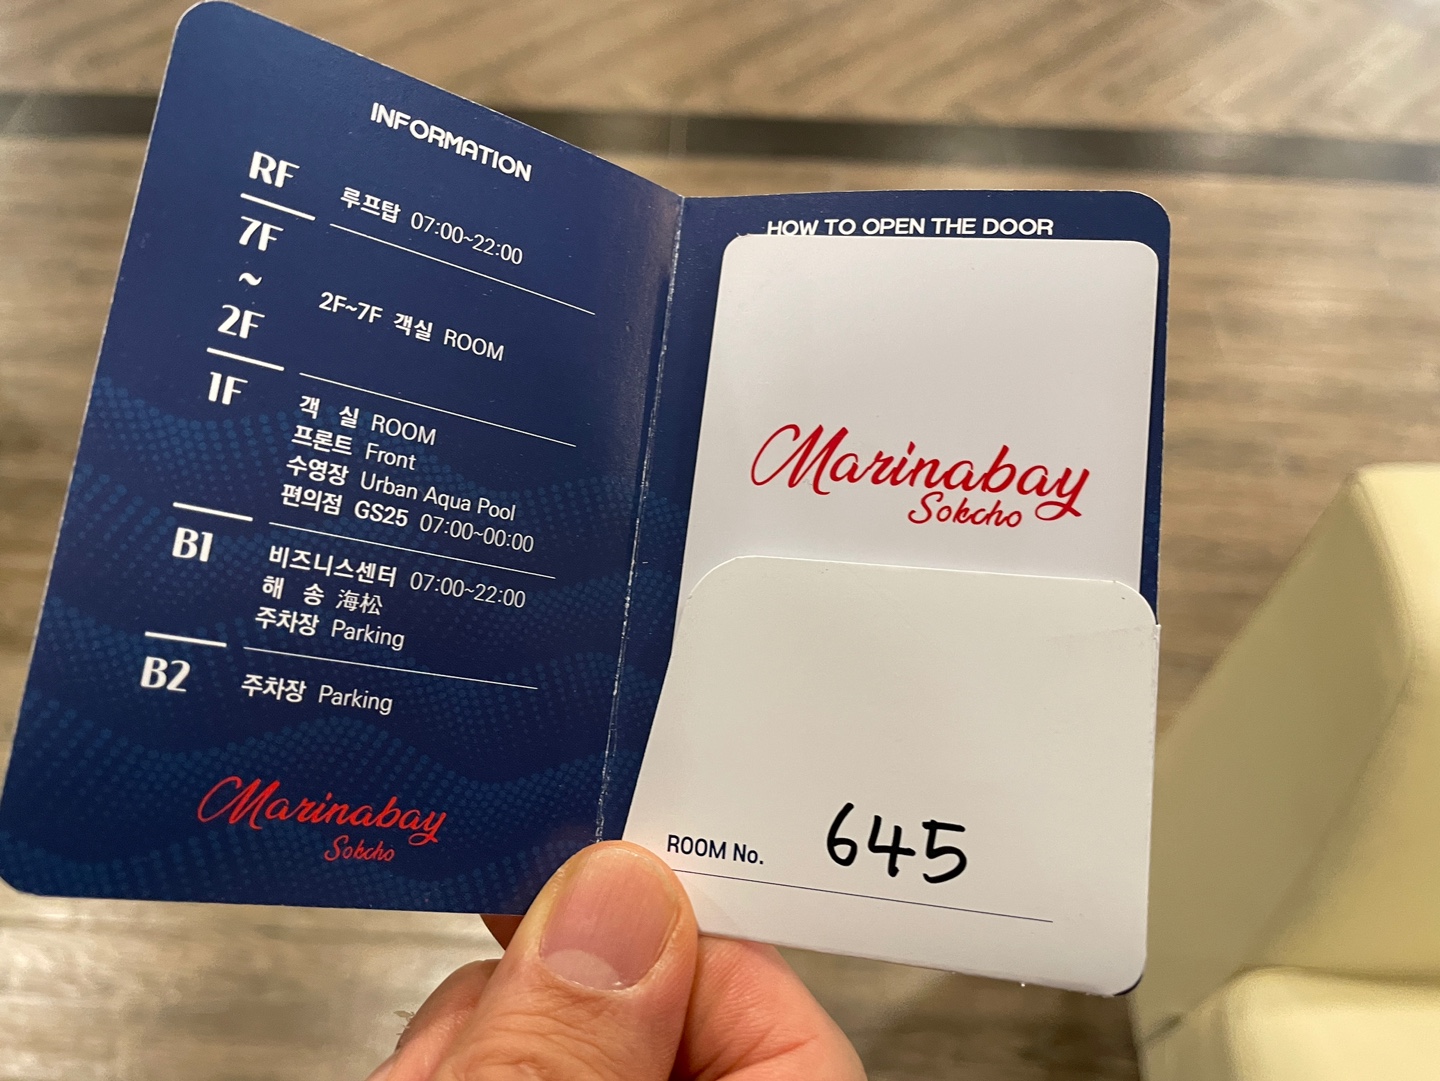 INFORMATION
RF
루프탑 07:00~22:00
7F
~
2F
2F~7F 객실 ROOM
1F
객 실 ROOM
프론트 Front
수영장 Urban Aqua Pool
편의점 GS25 07:00~00:00
B1
비즈니스센터 07:00~22:00
해 송 海松
주차장 Parking
B2
주차장 Parking
Marinabay
Sokcho
HOW TO OPEN THE DOOR
Marinabay
Sokcho
ROOM No. 645